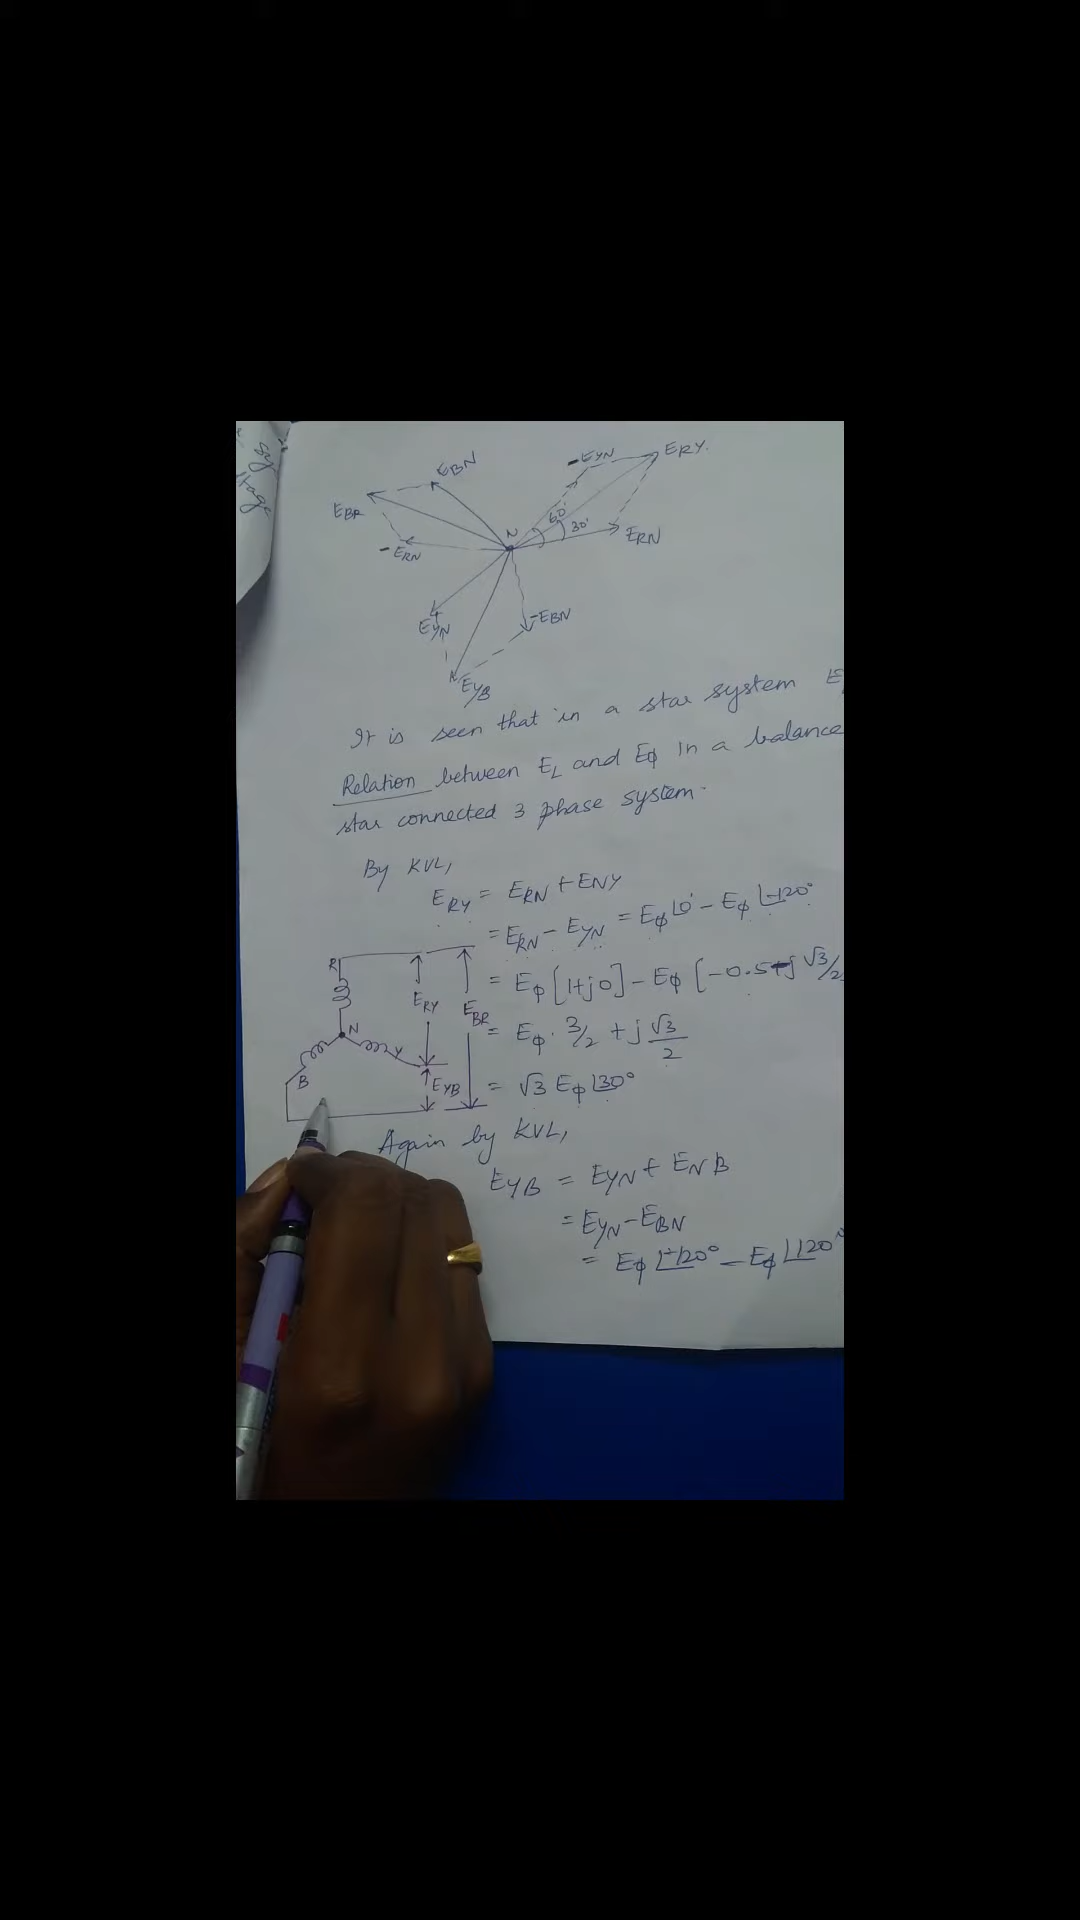 EBN
-EYN
ERY.
EBR
N
60°
30°
-ERN
ERN
EYN
-EBN
EYB
It is seen that in a star system
Relation between EL and Eϕ in a balance
star connected 3 phase system.
By KVL,
ERY = ERN + ENY
= ERN - EYN = Eϕ∠0° - Eϕ∠-120°
= Eϕ [1+j0] - Eϕ [-0.5-j √3/2
= Eϕ. 3/2 + j √3/2
= √3 Eϕ∠30°
R
N
Y
B
ERY
EBR
EYB
Again by KVL,
EYB = EYN + ENB
= EYN - EBN
= Eϕ∠-120° - Eϕ∠120°